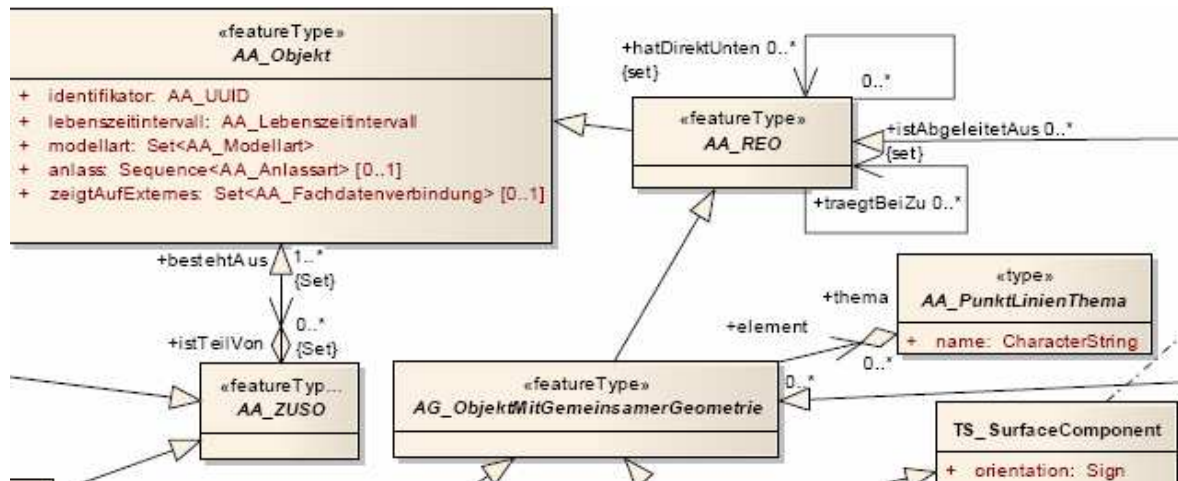 «featureType»
AA_Objekt
+ identifikator: AA_UUID
+ lebenszeitintervall: AA_Lebenszeitintervall
+ modellart: Set<AA_Modellart>
+ anlass: Sequence<AA_Anlassart> [0..1]
+ zeigtAufExternes: Set<AA_Fachdatenverbindung> [0..1]
+hatDirektUnten 0..*
{set}
0..*
«featureType»
AA_REO
+istAbgeleitetAus 0..*
{set}
+traegtBeiZu 0..*
+bestehtAus 1..*
{Set}
0..*
+istTeilVon {Set}
«featureTyp...
AA_ZUSO
+thema
+element
0..*
0..*
«type»
AA_PunktLinienThema
+ name: CharacterString
«featureType»
AG_ObjektMitGemeinsamerGeometrie
TS_SurfaceComponent
+ orientation: Sign